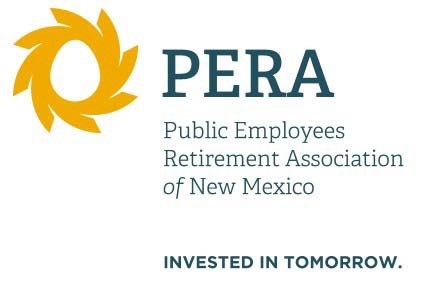 PERA
Public Employees
Retirement Association
of New Mexico
INVESTED IN TOMORROW.